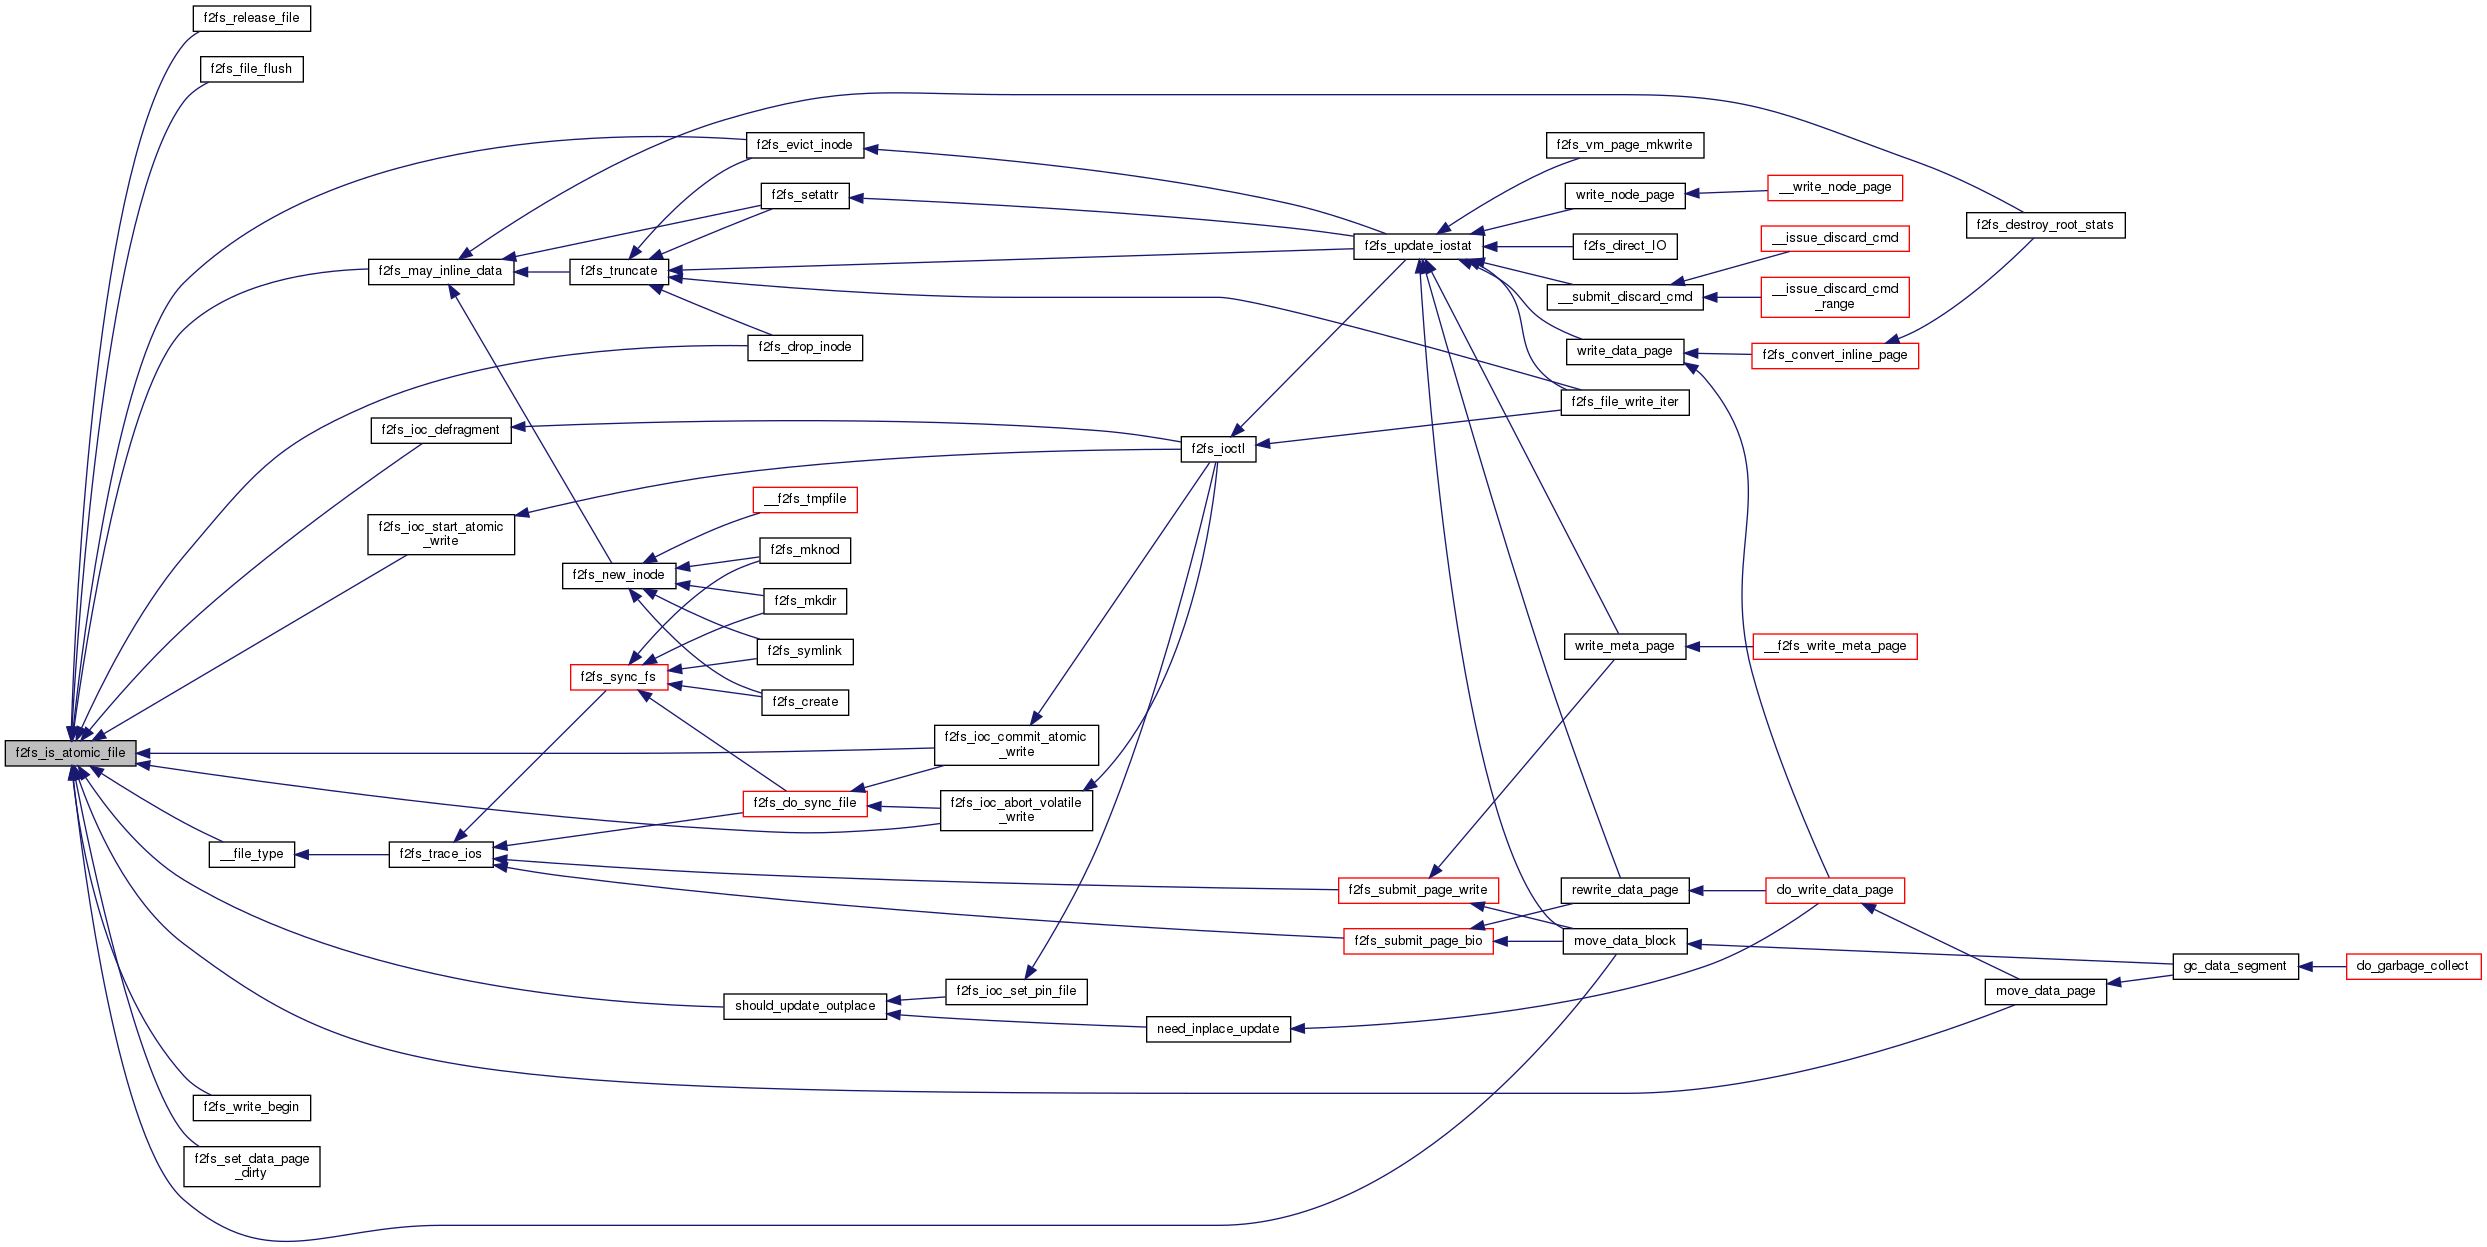 f2fs_release_file
f2fs_file_flush
f2fs_evict_inode
f2fs_vm_page_mkwrite
f2fs_setattr
write_node_page
__write_node_page
f2fs_destroy_root_stats
f2fs_update_iostat
f2fs_direct_IO
__issue_discard_cmd
f2fs_may_inline_data
f2fs_truncate
__submit_discard_cmd
__issue_discard_cmd
_range
f2fs_drop_inode
write_data_page
f2fs_convert_inline_page
f2fs_file_write_iter
f2fs_ioc_defragment
f2fs_ioctl
__f2fs_tmpfile
f2fs_ioc_start_atomic
_write
f2fs_mknod
f2fs_new_inode
f2fs_mkdir
f2fs_symlink
write_meta_page
__f2fs_write_meta_page
f2fs_sync_fs
f2fs_create
f2fs_is_atomic_file
f2fs_ioc_commit_atomic
_write
f2fs_do_sync_file
f2fs_ioc_abort_volatile
_write
__file_type
f2fs_trace_ios
f2fs_submit_page_write
rewrite_data_page
do_write_data_page
f2fs_submit_page_bio
move_data_block
gc_data_segment
do_garbage_collect
f2fs_ioc_set_pin_file
move_data_page
should_update_outplace
need_inplace_update
f2fs_write_begin
f2fs_set_data_page
_dirty